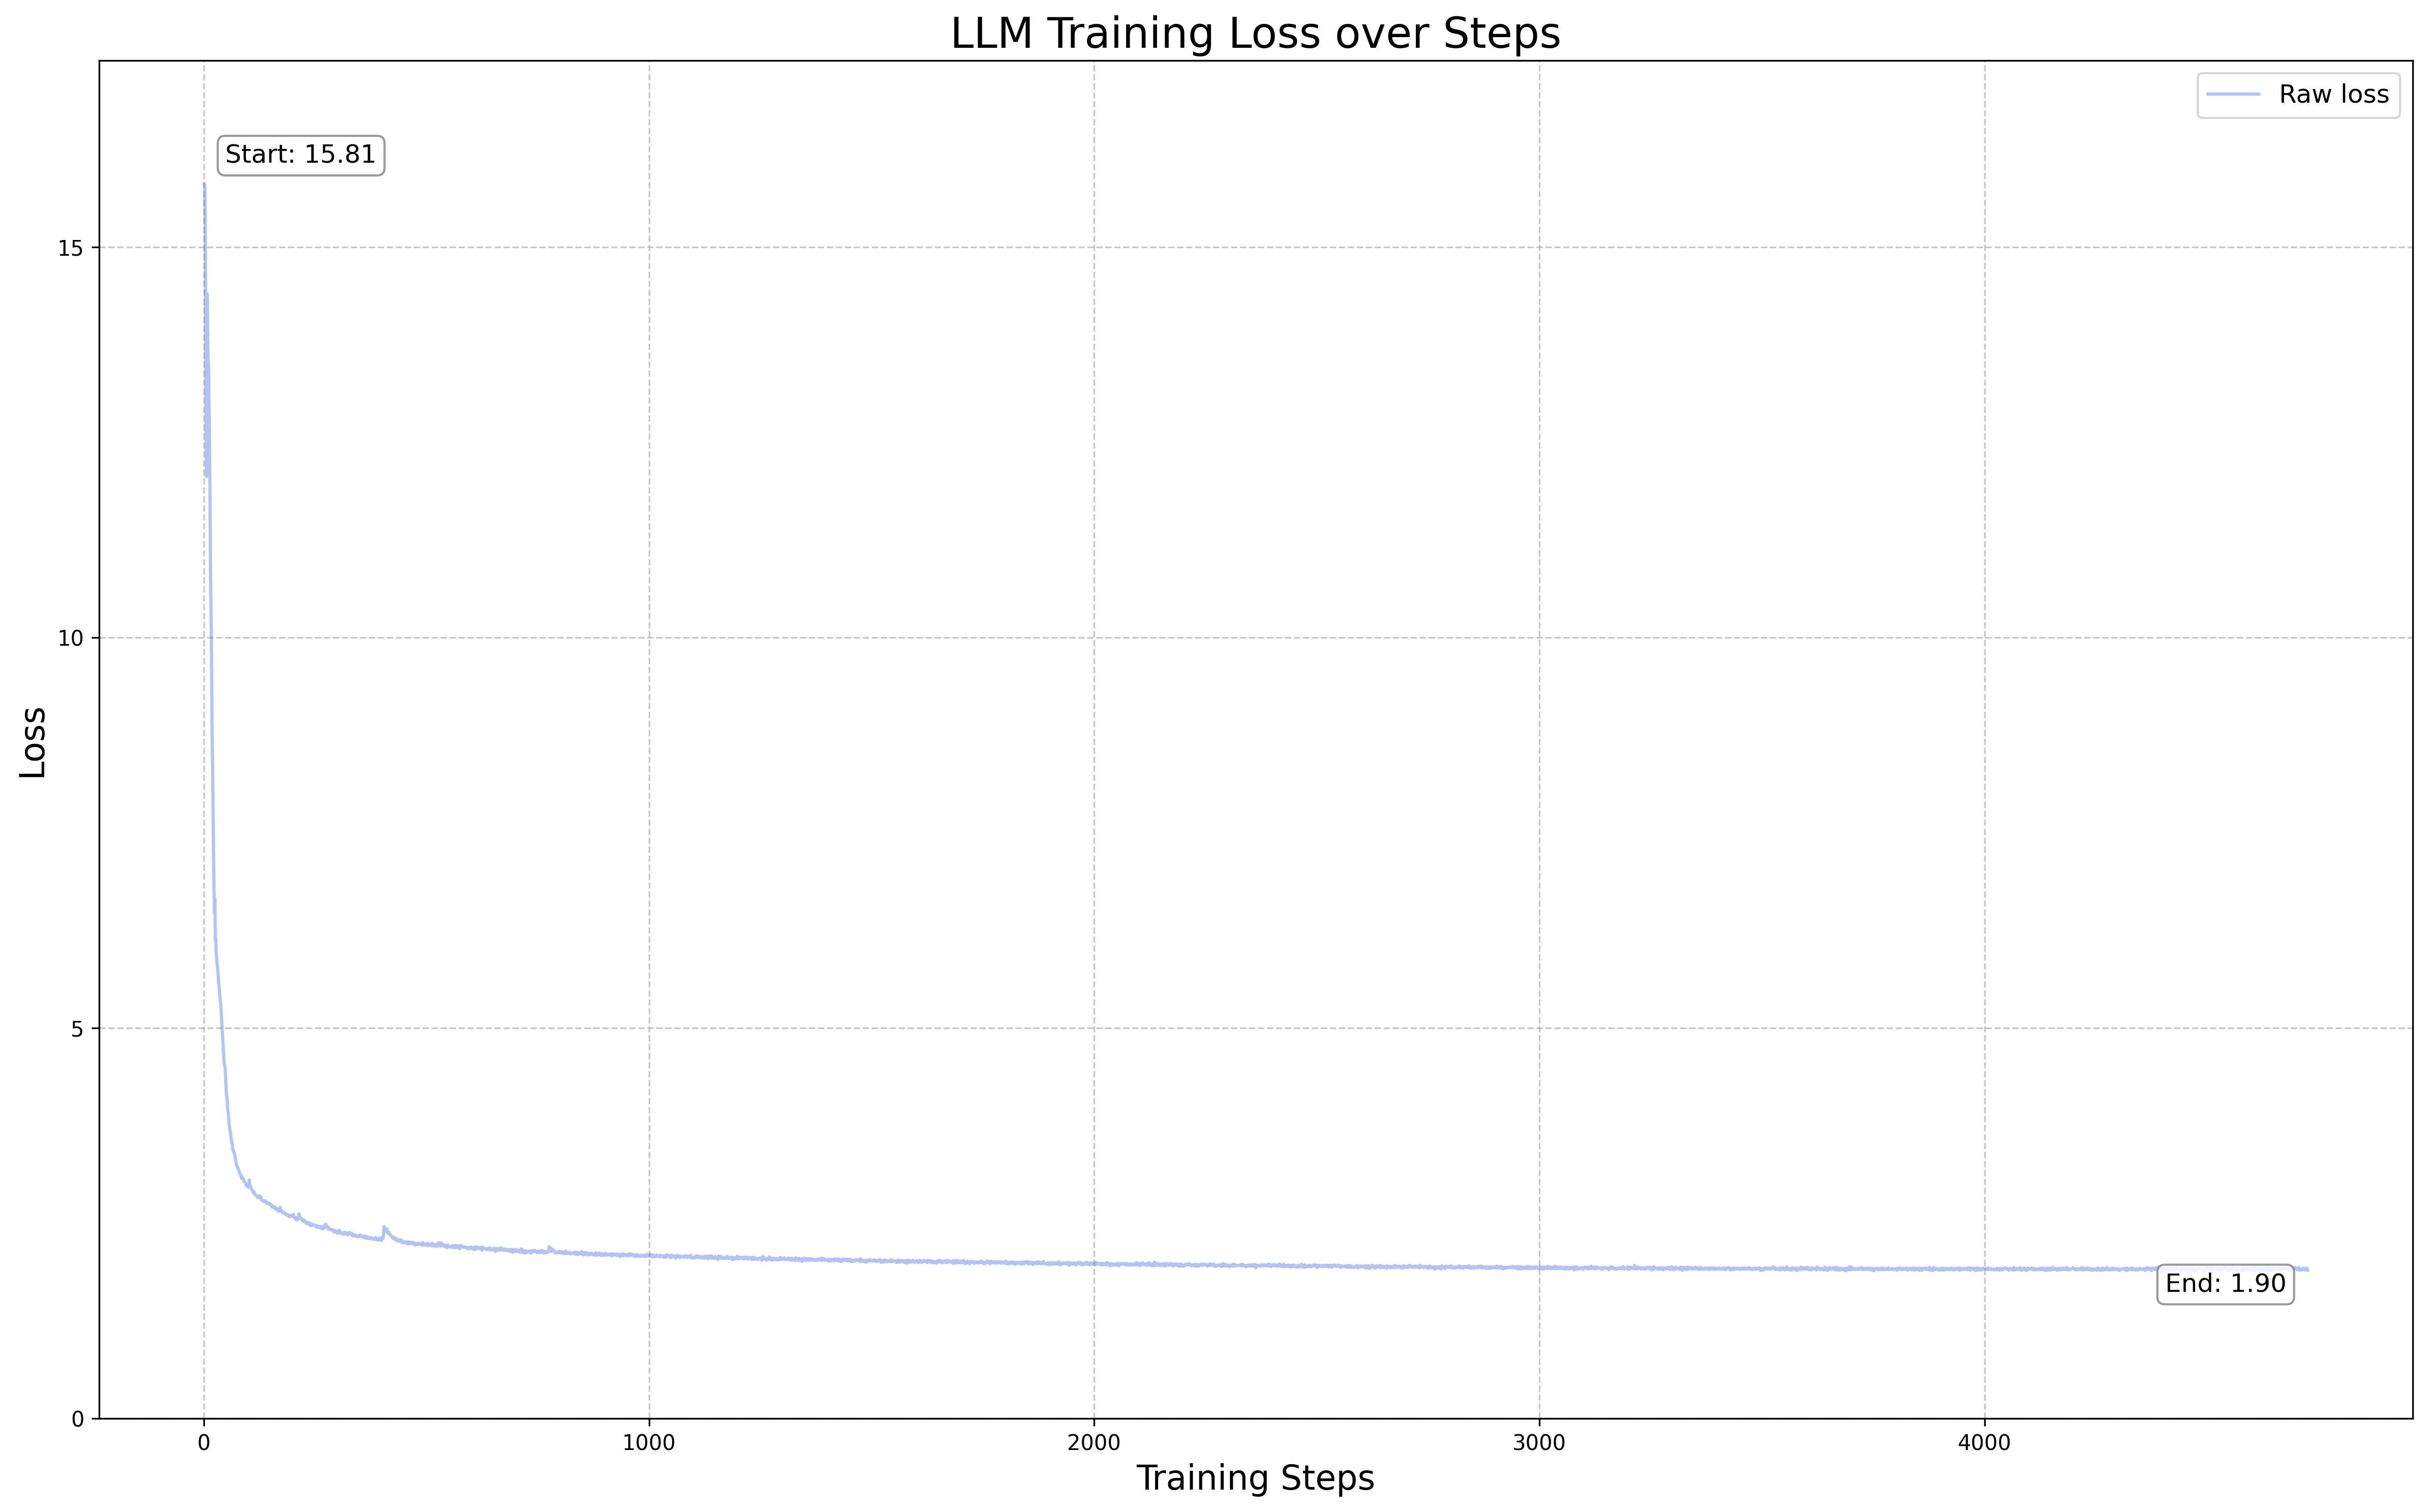 LLM Training Loss over Steps
Raw loss
Start: 15.81
15
10
5
0
Loss
End: 1.90
0 1000 2000 3000 4000
Training Steps